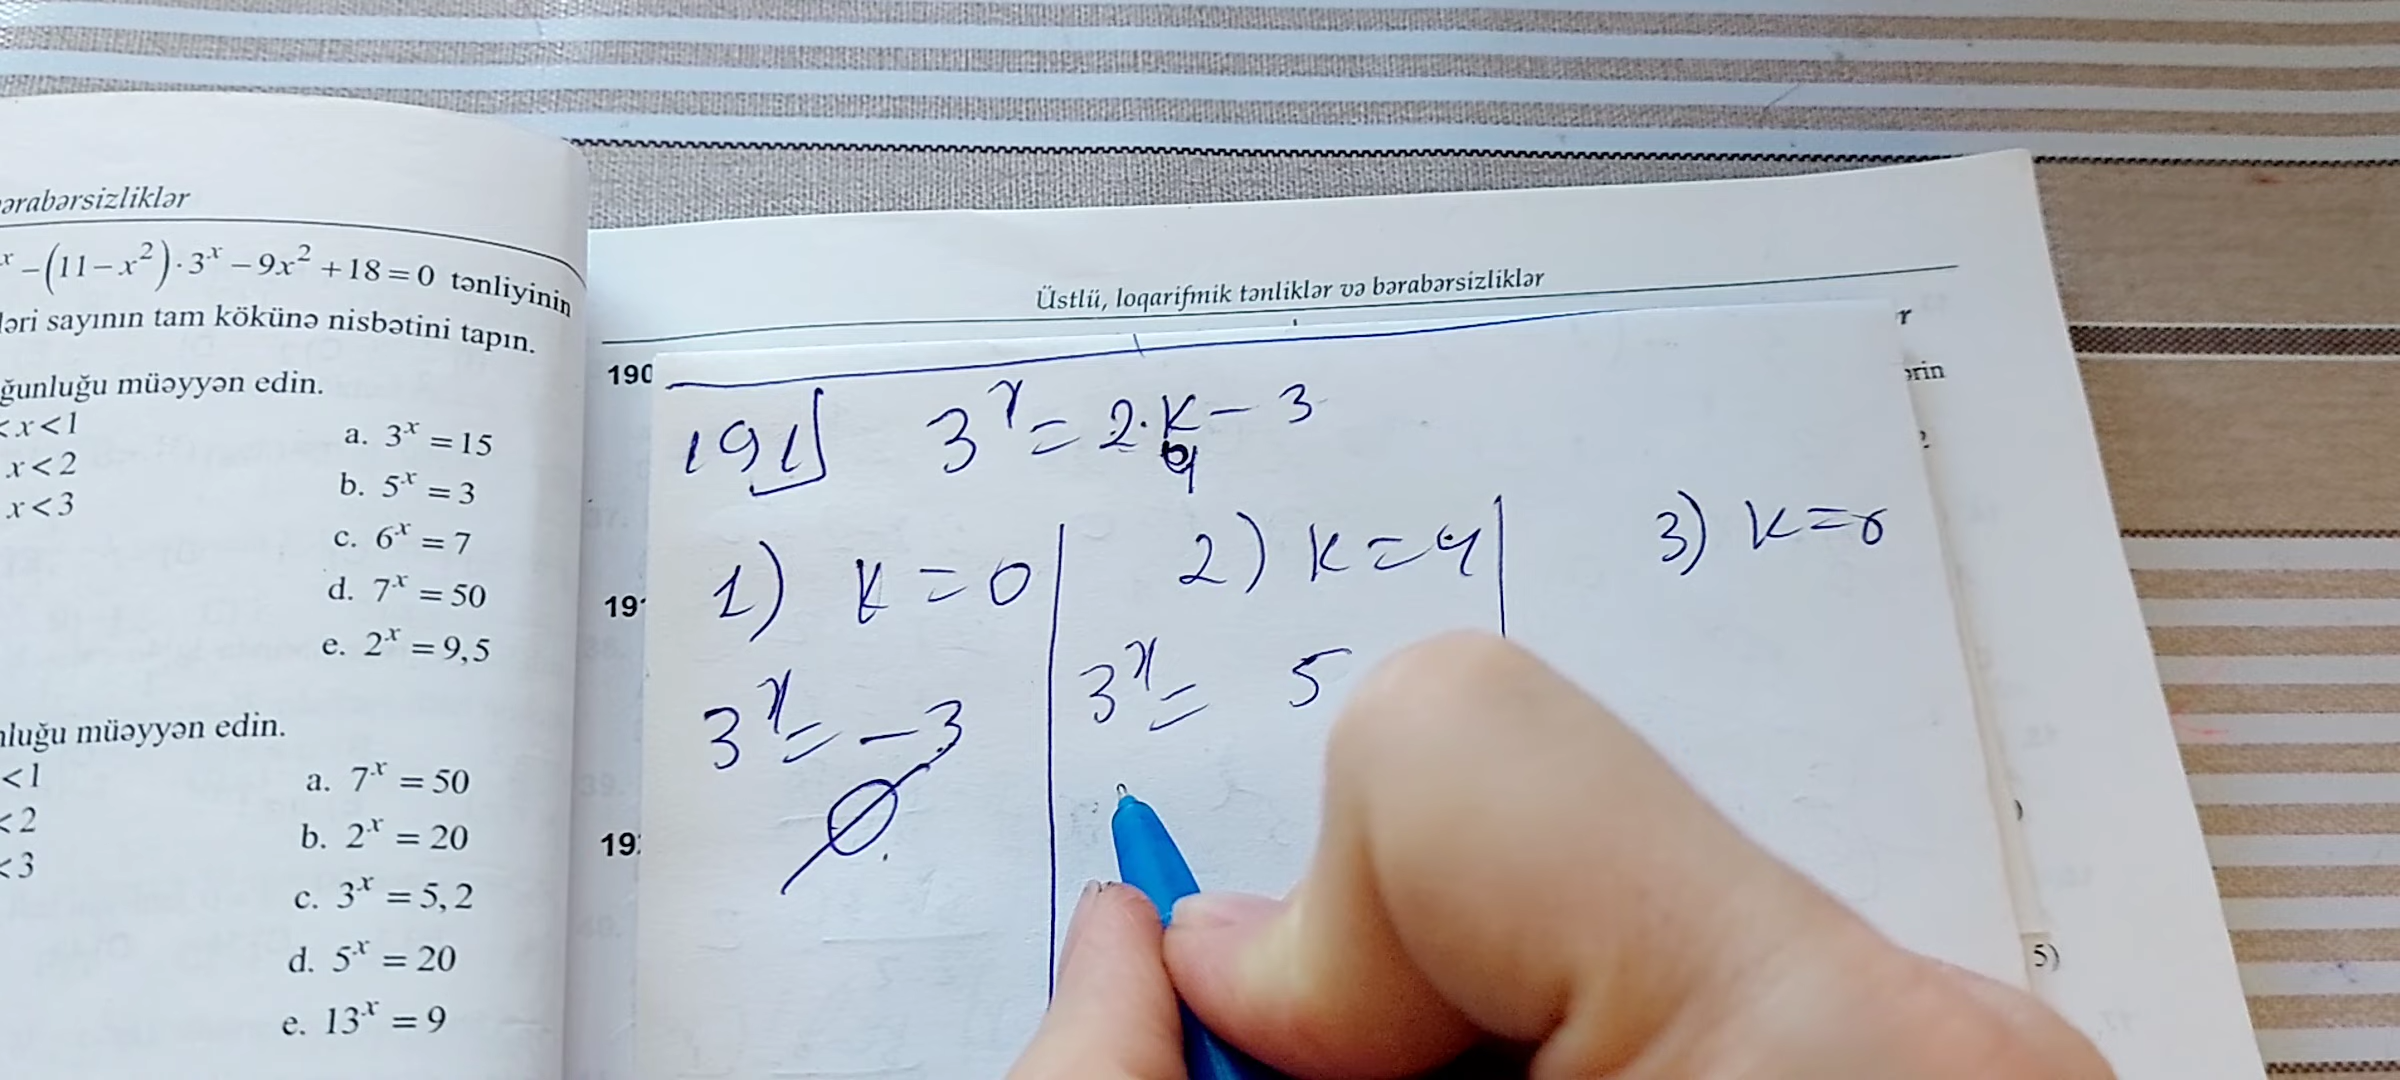 ərabərsizliklər
x – (11 – x²) · 3ˣ – 9x² + 18 = 0 tənliyinin
ləri sayının tam kökünə nisbətini tapın.
ğunluğu müəyyən edin.
< x < 1
x < 2
x < 3
a. 3ˣ = 15
b. 5ˣ = 3
c. 6ˣ = 7
d. 7ˣ = 50
e. 2ˣ = 9,5
nluğu müəyyən edin.
< 1
< 2
< 3
a. 7ˣ = 50
b. 2ˣ = 20
c. 3ˣ = 5,2
d. 5ˣ = 20
e. 13ˣ = 9
Üstlü, loqarifmik tənliklər və bərabərsizliklər
190
r
ərin
191 3ˣ = 2·k – 3
1) k = 0
3ˣ = –3
∅
2) k = 4
3ˣ = 5
3) k =
19
19
5)